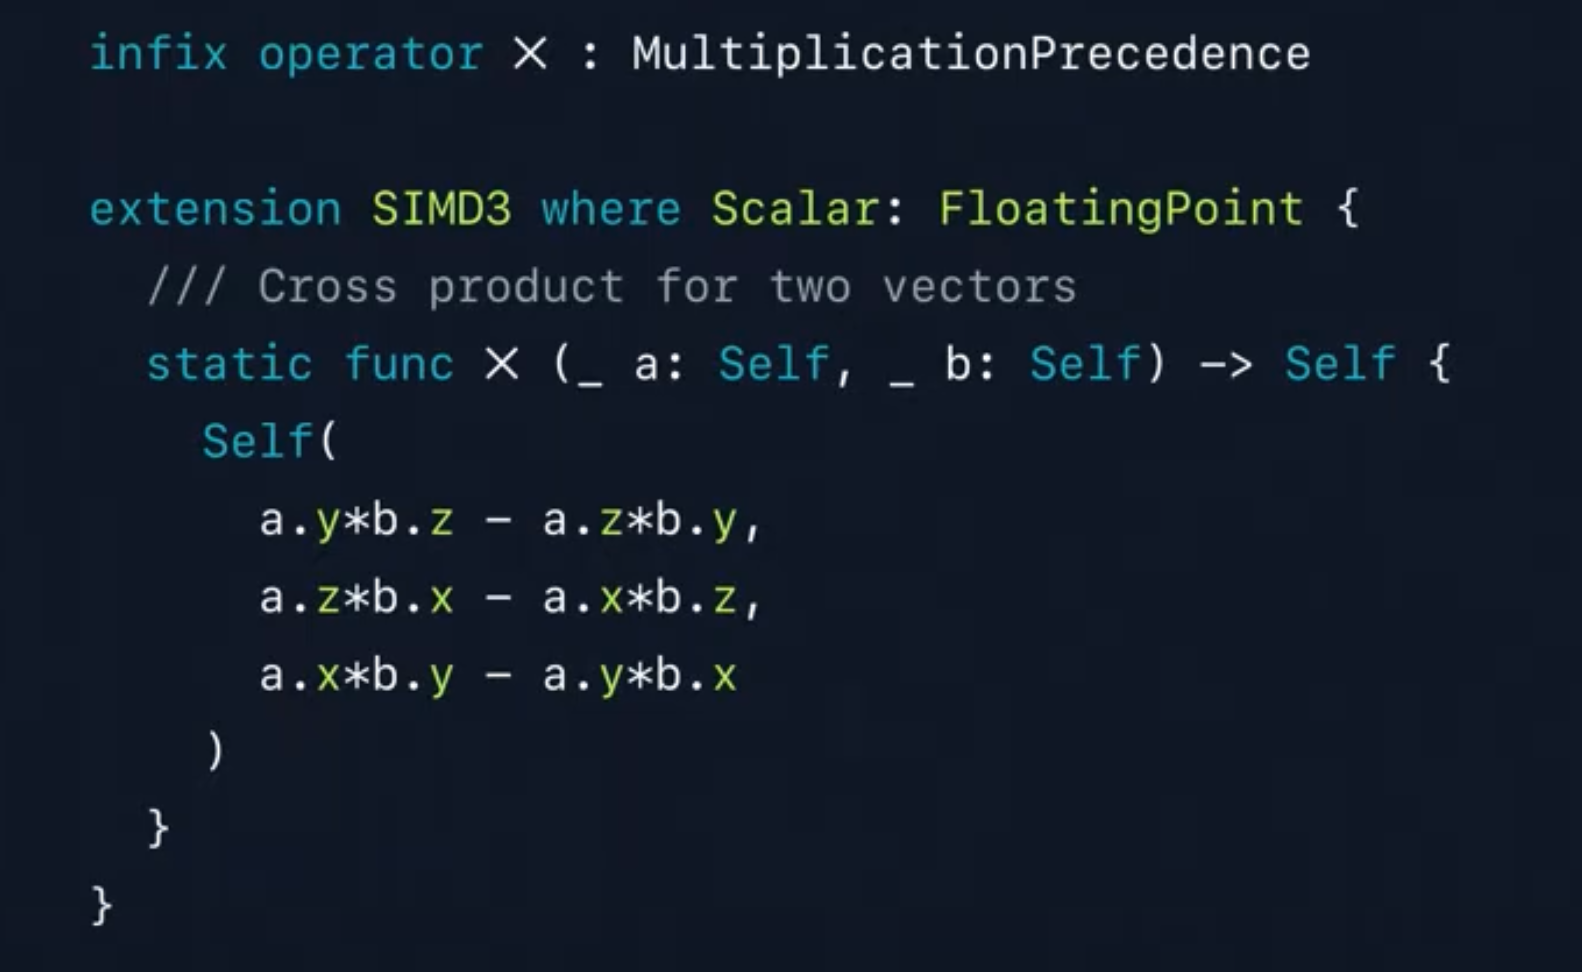 infix operator × : MultiplicationPrecedence
extension SIMD3 where Scalar: FloatingPoint {
/// Cross product for two vectors
static func × (_ a: Self, _ b: Self) -> Self {
Self(
a.y*b.z - a.z*b.y,
a.z*b.x - a.x*b.z,
a.x*b.y - a.y*b.x
)
}
}